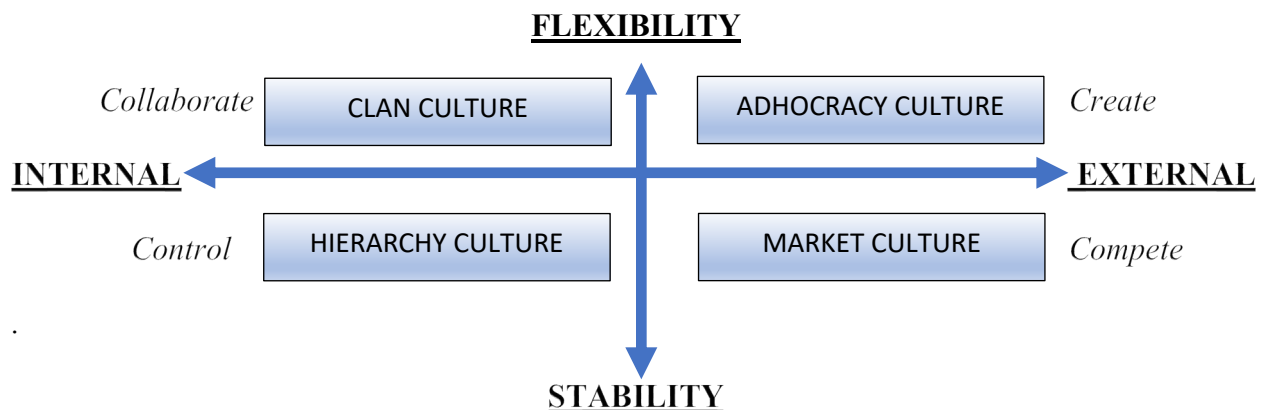 FLEXIBILITY
Collaborate CLAN CULTURE ADHOCRACY CULTURE Create
INTERNAL EXTERNAL
Control HIERARCHY CULTURE MARKET CULTURE Compete
.
STABILITY